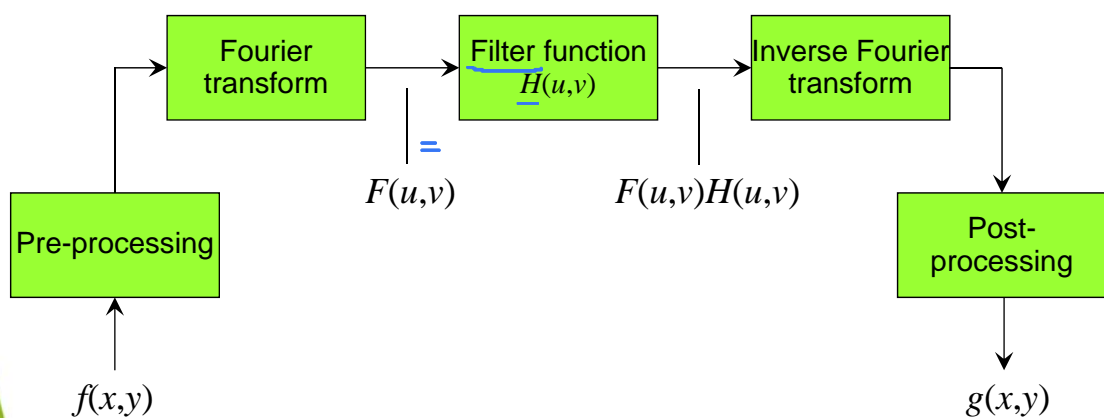 Fourier
transform
Filter function
H(u,v)
Inverse Fourier
transform
=
F(u,v)
F(u,v)H(u,v)
Pre-processing
Post-
processing
f(x,y)
g(x,y)